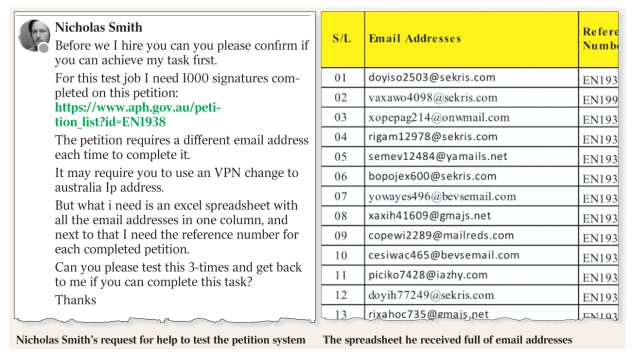 Nicholas Smith
Before we I hire you can you please confirm if
you can achieve my task first.
For this test job I need 1000 signatures com-
pleted on this petition:
https://www.aph.gov.au/peti-
tion_list?id=EN1938
The petition requires a different email address
each time to complete it.
It may require you to use an VPN change to
australia Ip address.
But what i need is an excel spreadsheet with
all the email addresses in one column, and
next to that I need the reference number for
each completed petition.
Can you please test this 3-times and get back
to me if you can complete this task?
Thanks
Nicholas Smith's request for help to test the petition system
S/L Email Addresses Refere
Numb
01 doyiso2503@sekris.com EN193
02 vaxawo4098@sekris.com EN199
03 xopepag214@onwmail.com EN193
04 rigam12978@sekris.com EN193
05 semev12484@yamails.net EN193
06 bopojex600@sekris.com EN193
07 yowayes496@bevsemail.com EN193
08 xaxih41609@gmajs.net EN193
09 copewi2289@mailreds.com EN193
10 cesiwac465@bevsemail.com EN193
11 piciko7428@iazhy.com EN193
12 doyih77249@sekris.com EN193
13 rixahoc735@gmais.net EN193
The spreadsheet he received full of email addresses